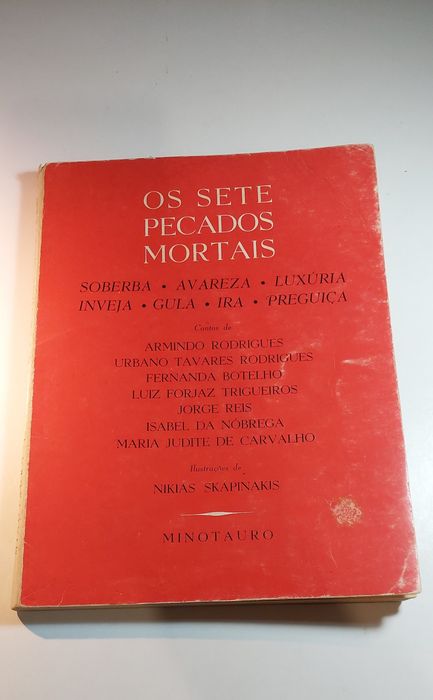 OS SETE
PECADOS
MORTAIS
SOBERBA • AVAREZA • LUXÚRIA
INVEJA • GULA • IRA • PREGUIÇA
Contos de
ARMINDO RODRIGUES
URBANO TAVARES RODRIGUES
FERNANDA BOTELHO
LUIZ FORJAZ TRIGUEIROS
JORGE REIS
ISABEL DA NÓBREGA
MARIA JUDITE DE CARVALHO
Ilustrações de
NIKIAS SKAPINAKIS
MINOTAURO